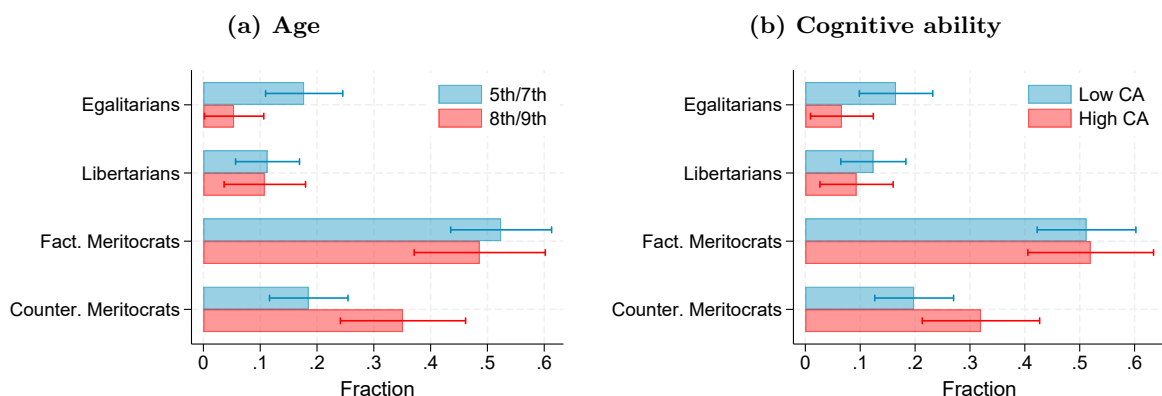 (a) Age
Egalitarians
Libertarians
Fact. Meritocrats
Counter. Meritocrats
5th/7th
8th/9th
0 .1 .2 .3 .4 .5 .6
Fraction
(b) Cognitive ability
Egalitarians
Libertarians
Fact. Meritocrats
Counter. Meritocrats
Low CA
High CA
0 .1 .2 .3 .4 .5 .6
Fraction